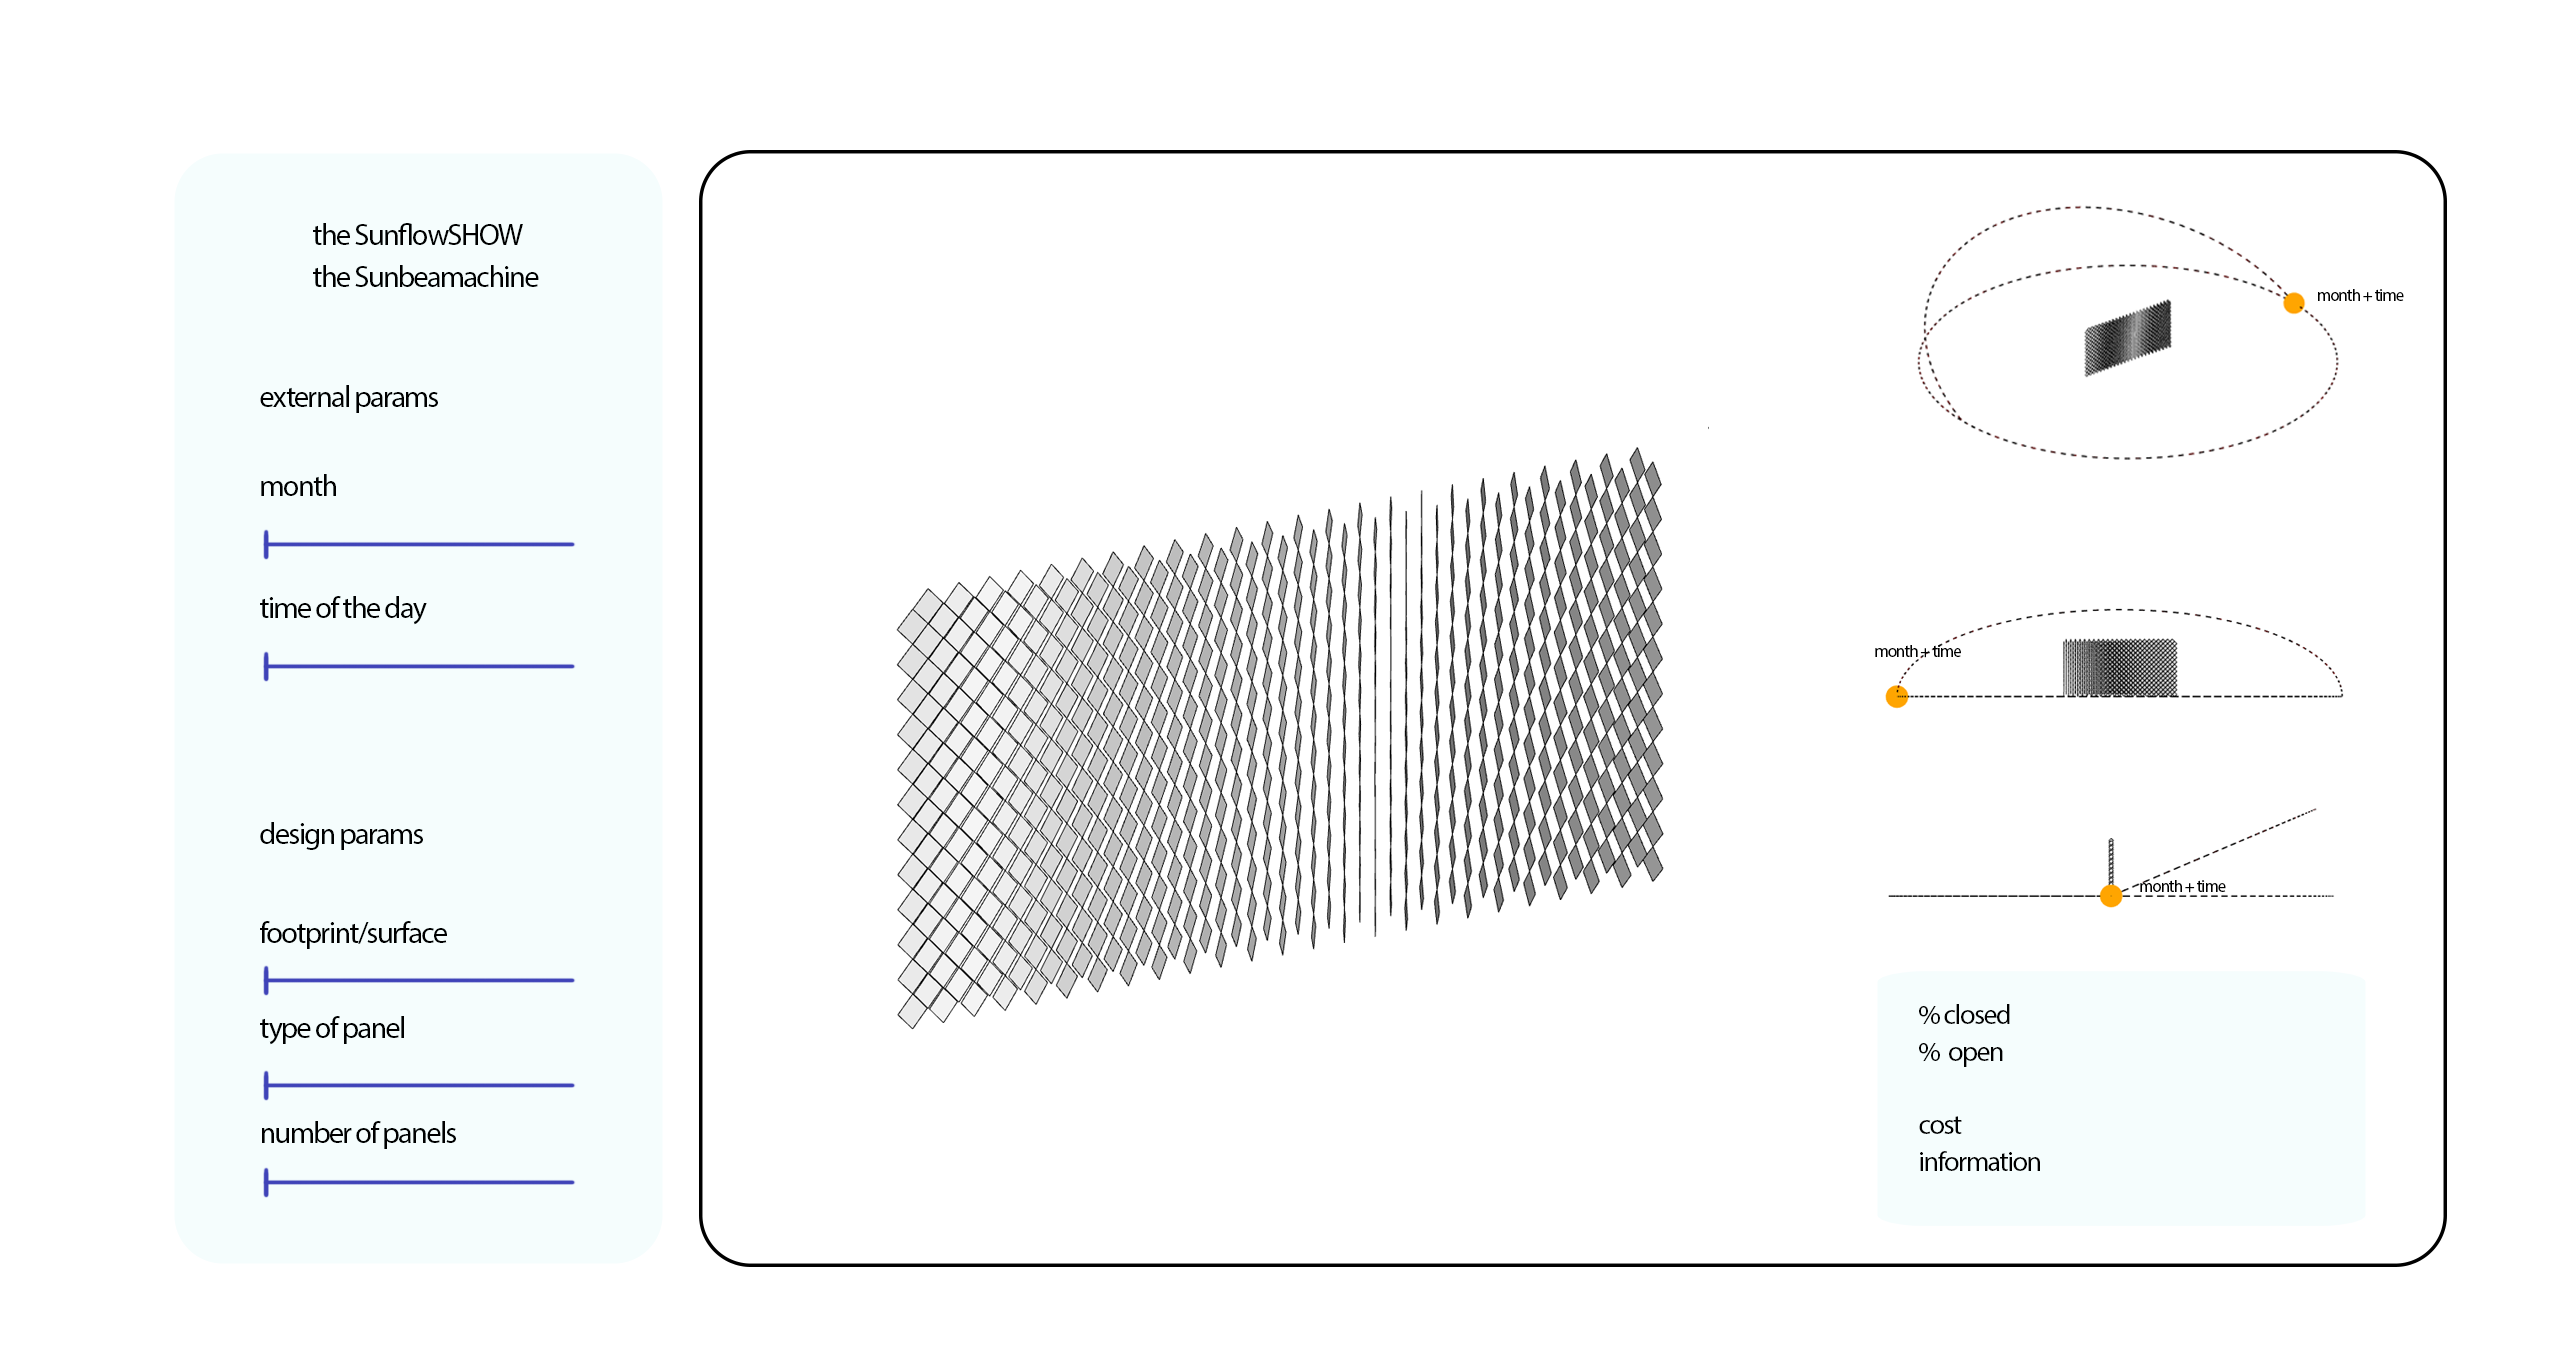 the SunflowSHOW
the Sunbeamachine
external params
month
time of the day
design params
footprint/surface
type of panel
number of panels
month + time
month + time
month + time
% closed
% open
cost
information